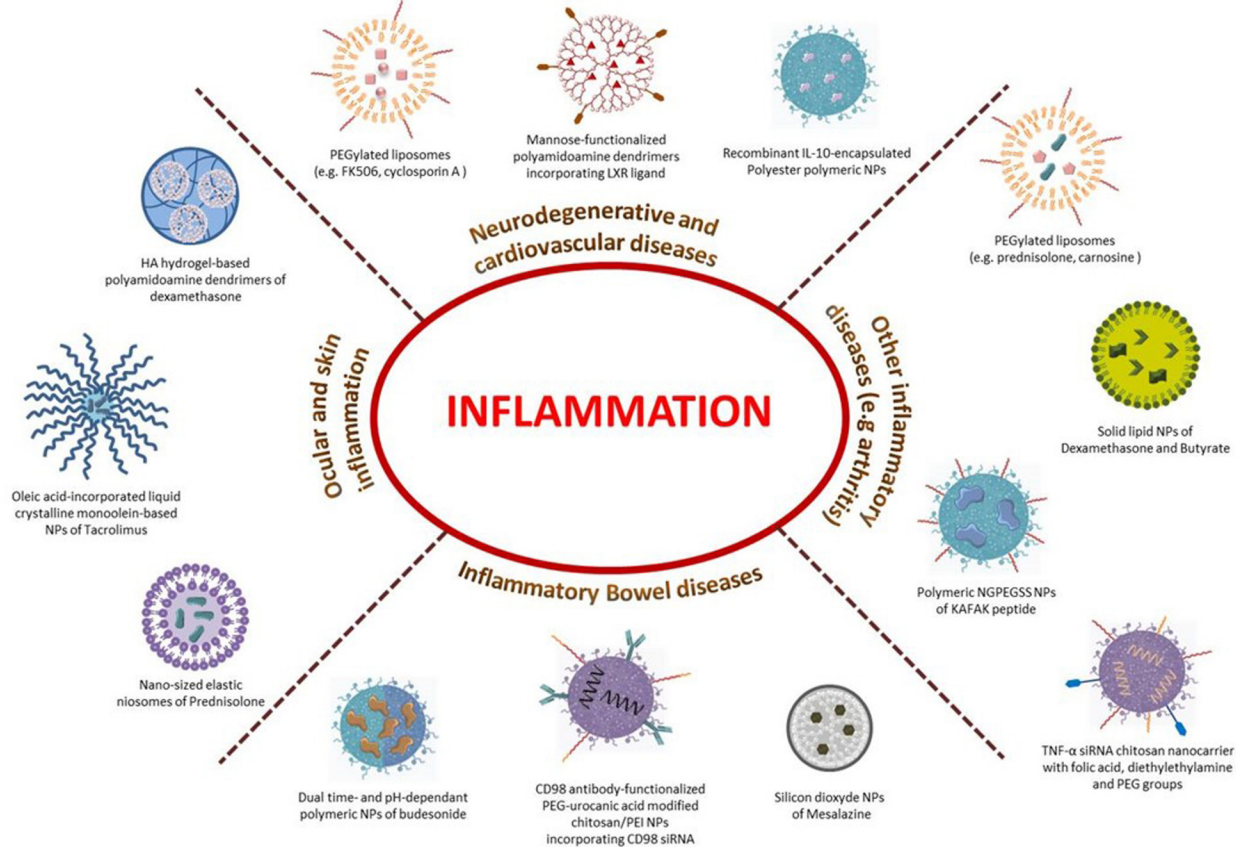 PEGylated liposomes
(e.g. FK506, cyclosporin A )
Mannose-functionalized
polyamidoamine dendrimers
incorporating LXR ligand
Recombinant IL-10-encapsulated
Polyester polymeric NPs
Neurodegenerative and
cardiovascular diseases
PEGylated liposomes
(e.g. prednisolone, carnosine )
Solid lipid NPs of
Dexamethasone and Butyrate
Polymeric NGPEGSS NPs
of KAFAK peptide
TNF-α siRNA chitosan nanocarrier
with folic acid, diethylethylamine
and PEG groups
Other inflammatory
diseases (e.g arthritis)
INFLAMMATION
HA hydrogel-based
polyamidoamine dendrimers of
dexamethasone
Oleic acid-incorporated liquid
crystalline monoolein-based
NPs of Tacrolimus
Nano-sized elastic
niosomes of Prednisolone
Ocular and skin
inflammation
Inflammatory Bowel diseases
Dual time- and pH-dependant
polymeric NPs of budesonide
CD98 antibody-functionalized
PEG-urocanic acid modified
chitosan/PEI NPs
incorporating CD98 siRNA
Silicon dioxyde NPs
of Mesalazine